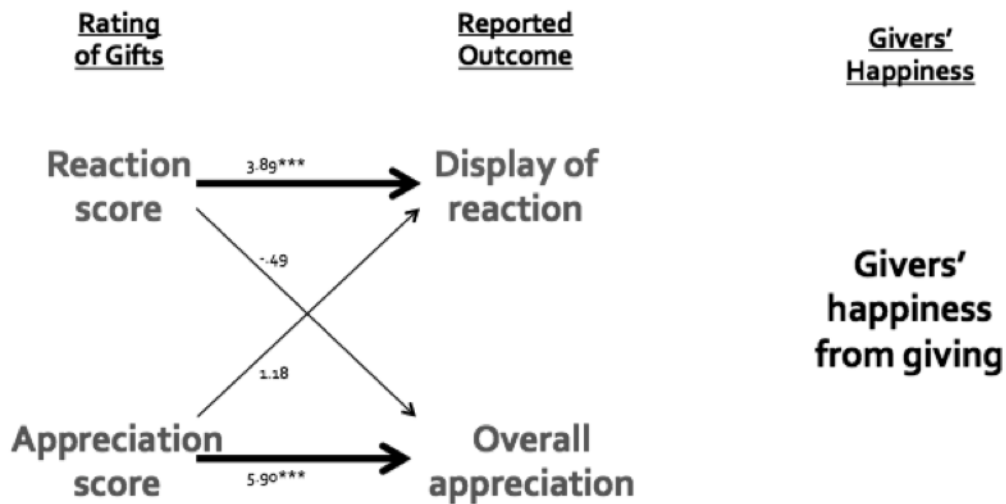 Rating
of Gifts
Reported
Outcome
Givers'
Happiness
Reaction
score
3.89***
Display of
reaction
-.49
Givers'
happiness
from giving
1.18
Appreciation
score
5.90***
Overall
appreciation